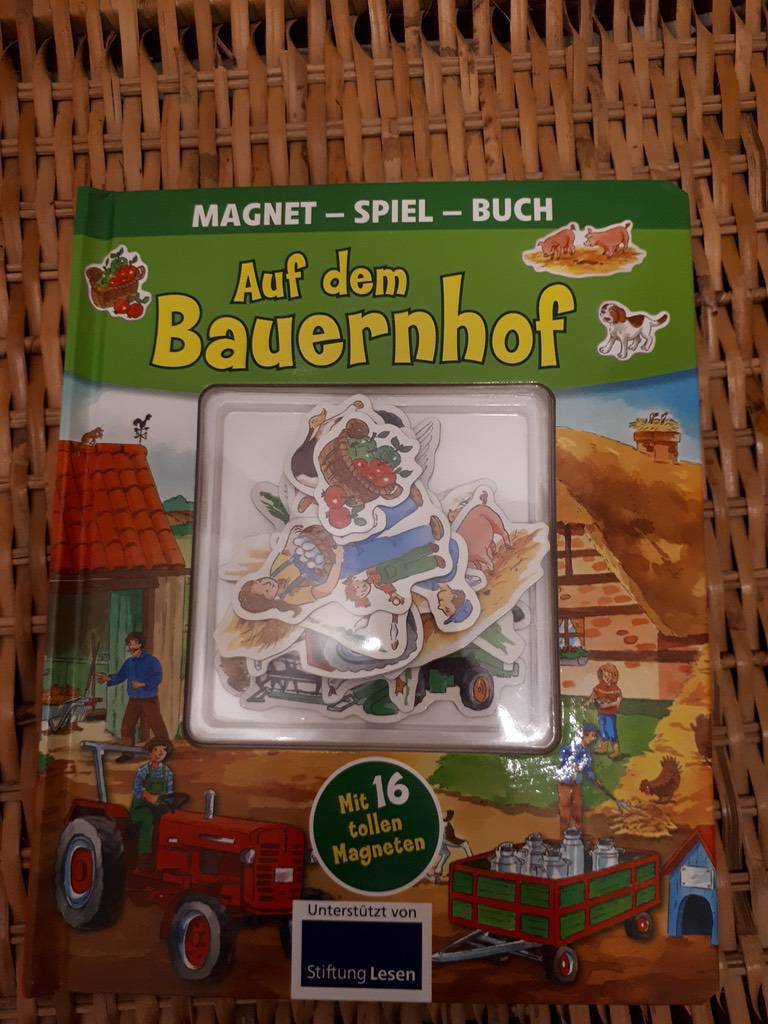 MAGNET – SPIEL – BUCH
Auf dem
Bauernhof
Mit 16
tollen
Magneten
Unterstützt von
Stiftung Lesen